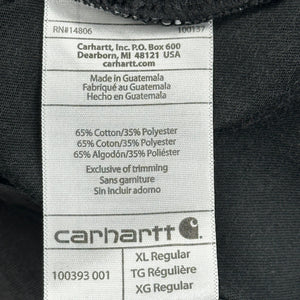 RN#14806 100137
Carhartt, Inc. P.O. Box 600
Dearborn, MI 48121 USA
carhartt.com
Made in Guatemala
Fabriqué au Guatemala
Hecho en Guatemala
65% Cotton/35% Polyester
65% Coton/35% Polyester
65% Algodón/35% Poliéster
Exclusive of trimming
Sans garniture
Sin incluir adorno
carhartt
100393 001
XL Regular
TG Régulière
XG Regular